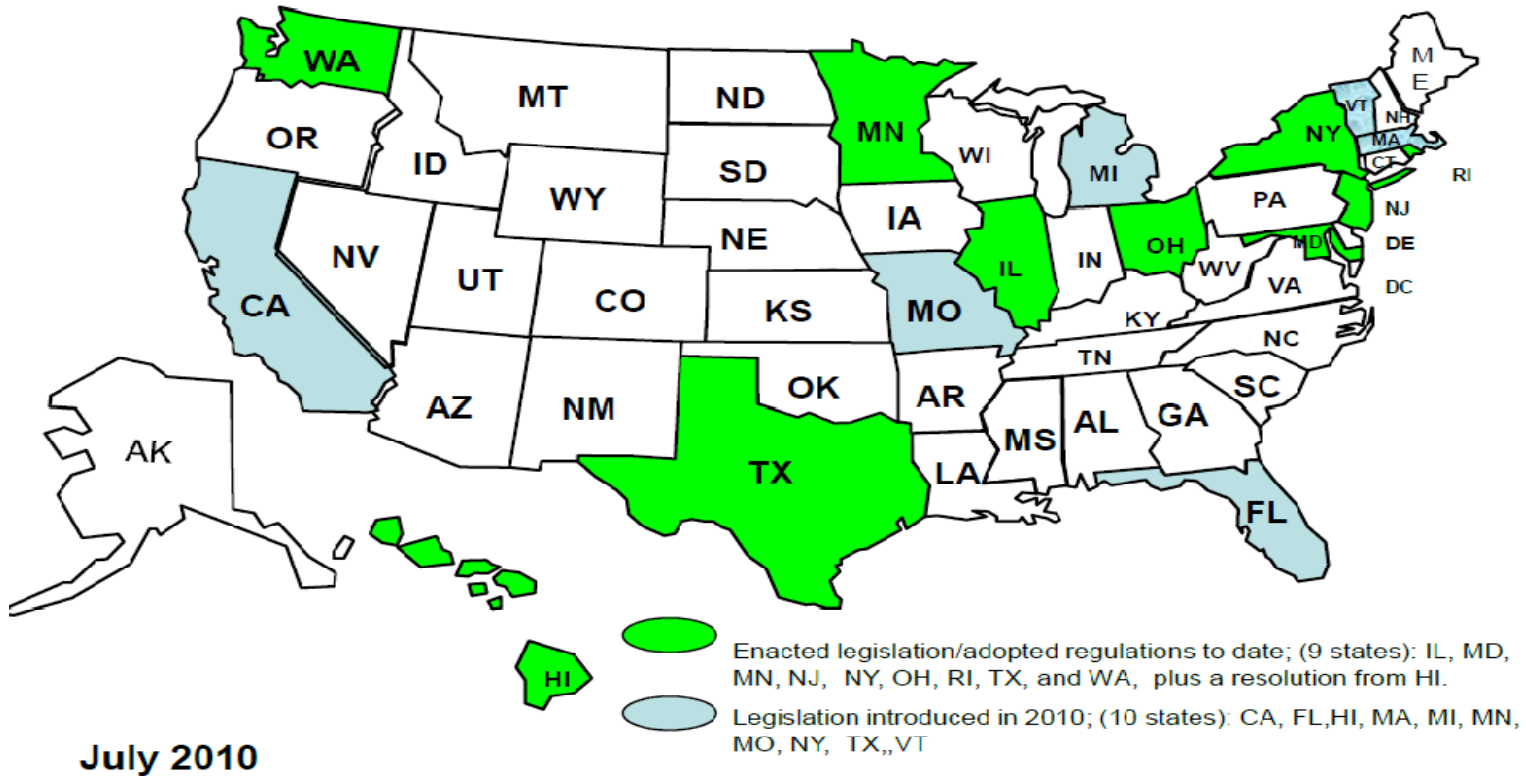 WA
MT
ND
MN
OR
ID
SD
WI
MI
NY
VT
M
E
NH
MA
CT
RI
WY
IA
PA
NJ
NE
NV
UT
CO
IL
IN
OH
MD
DE
WV
VA
DC
CA
KS
MO
KY
TN
NC
AZ
NM
OK
AR
SC
MS
AL
GA
AK
TX
LA
FL
HI
Enacted legislation/adopted regulations to date; (9 states): IL, MD,
MN, NJ, NY, OH, RI, TX, and WA, plus a resolution from HI.
Legislation introduced in 2010; (10 states): CA, FL,HI, MA, MI, MN,
MO, NY, TX,,VT
July 2010